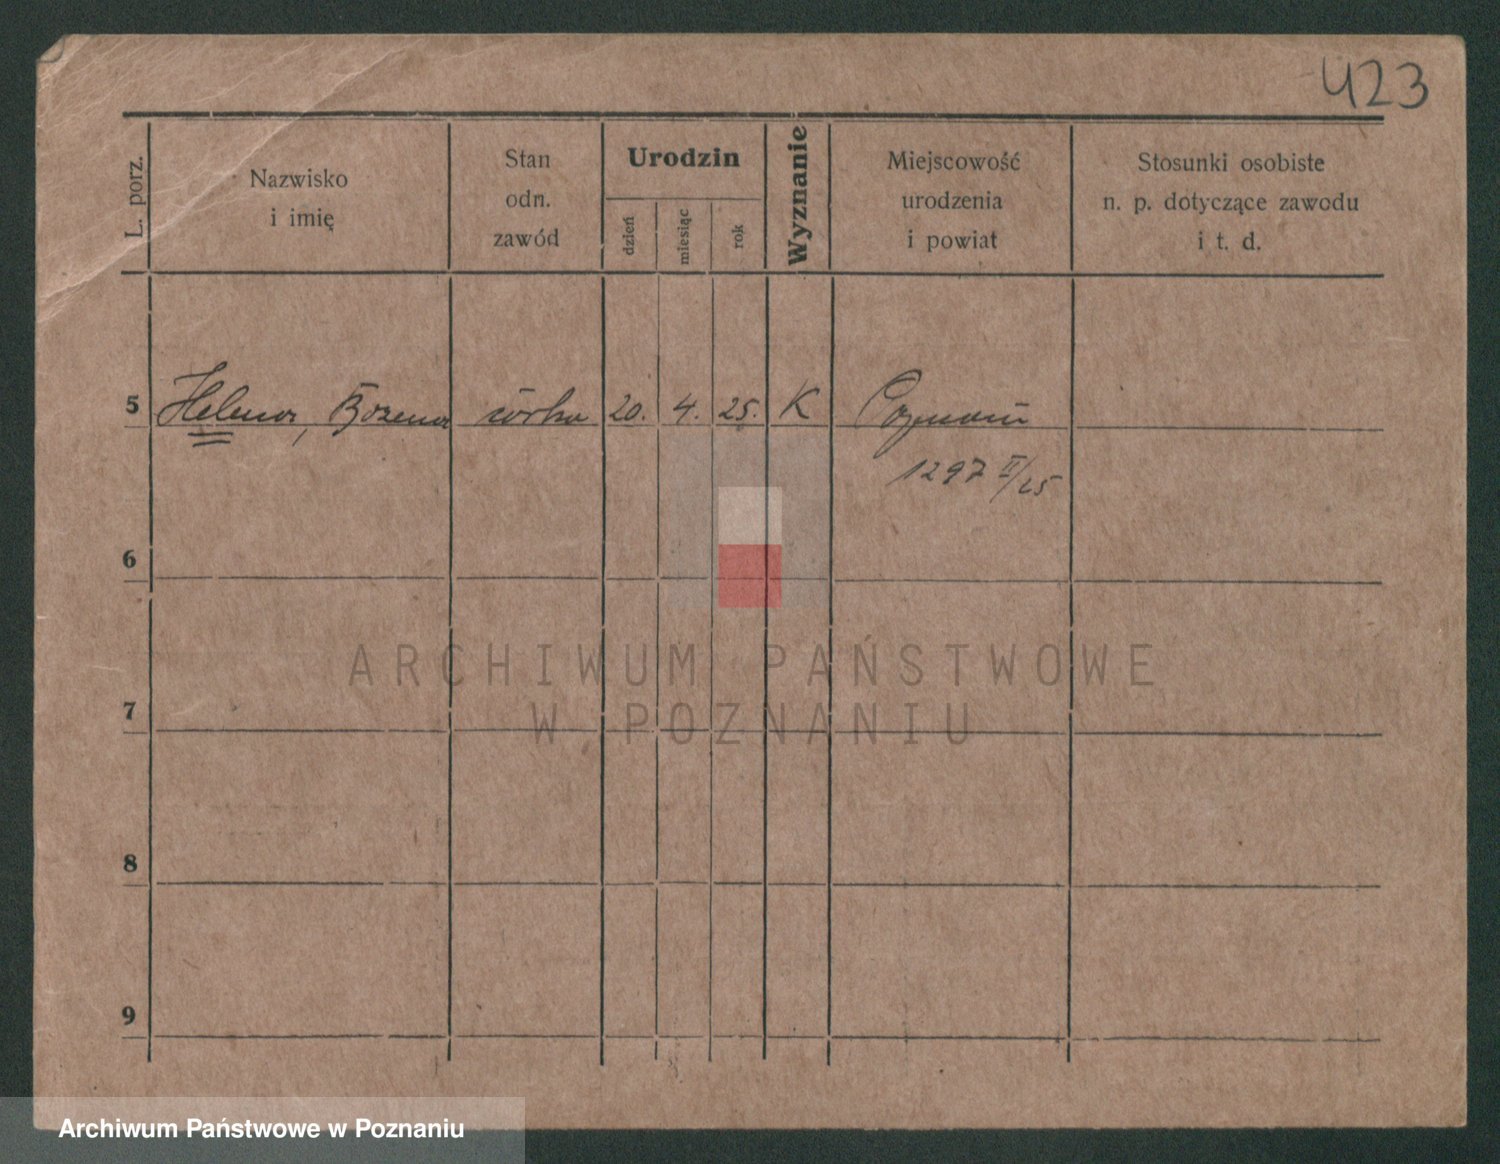 423
L. porz.
Nazwisko
i imię
Stan
odn.
zawód
Urodzin
dzień
miesiąc
rok
Wyznanie
Miejscowość
urodzenia
i powiat
Stosunki osobiste
n. p. dotyczące zawodu
i t. d.
5 Helena, Bożena córka 20. 4. 25. K Poznań
1297 II/25
6
7
8
9
ARCHIWUM PAŃSTWOWE
W POZNANIU
Archiwum Państwowe w Poznaniu